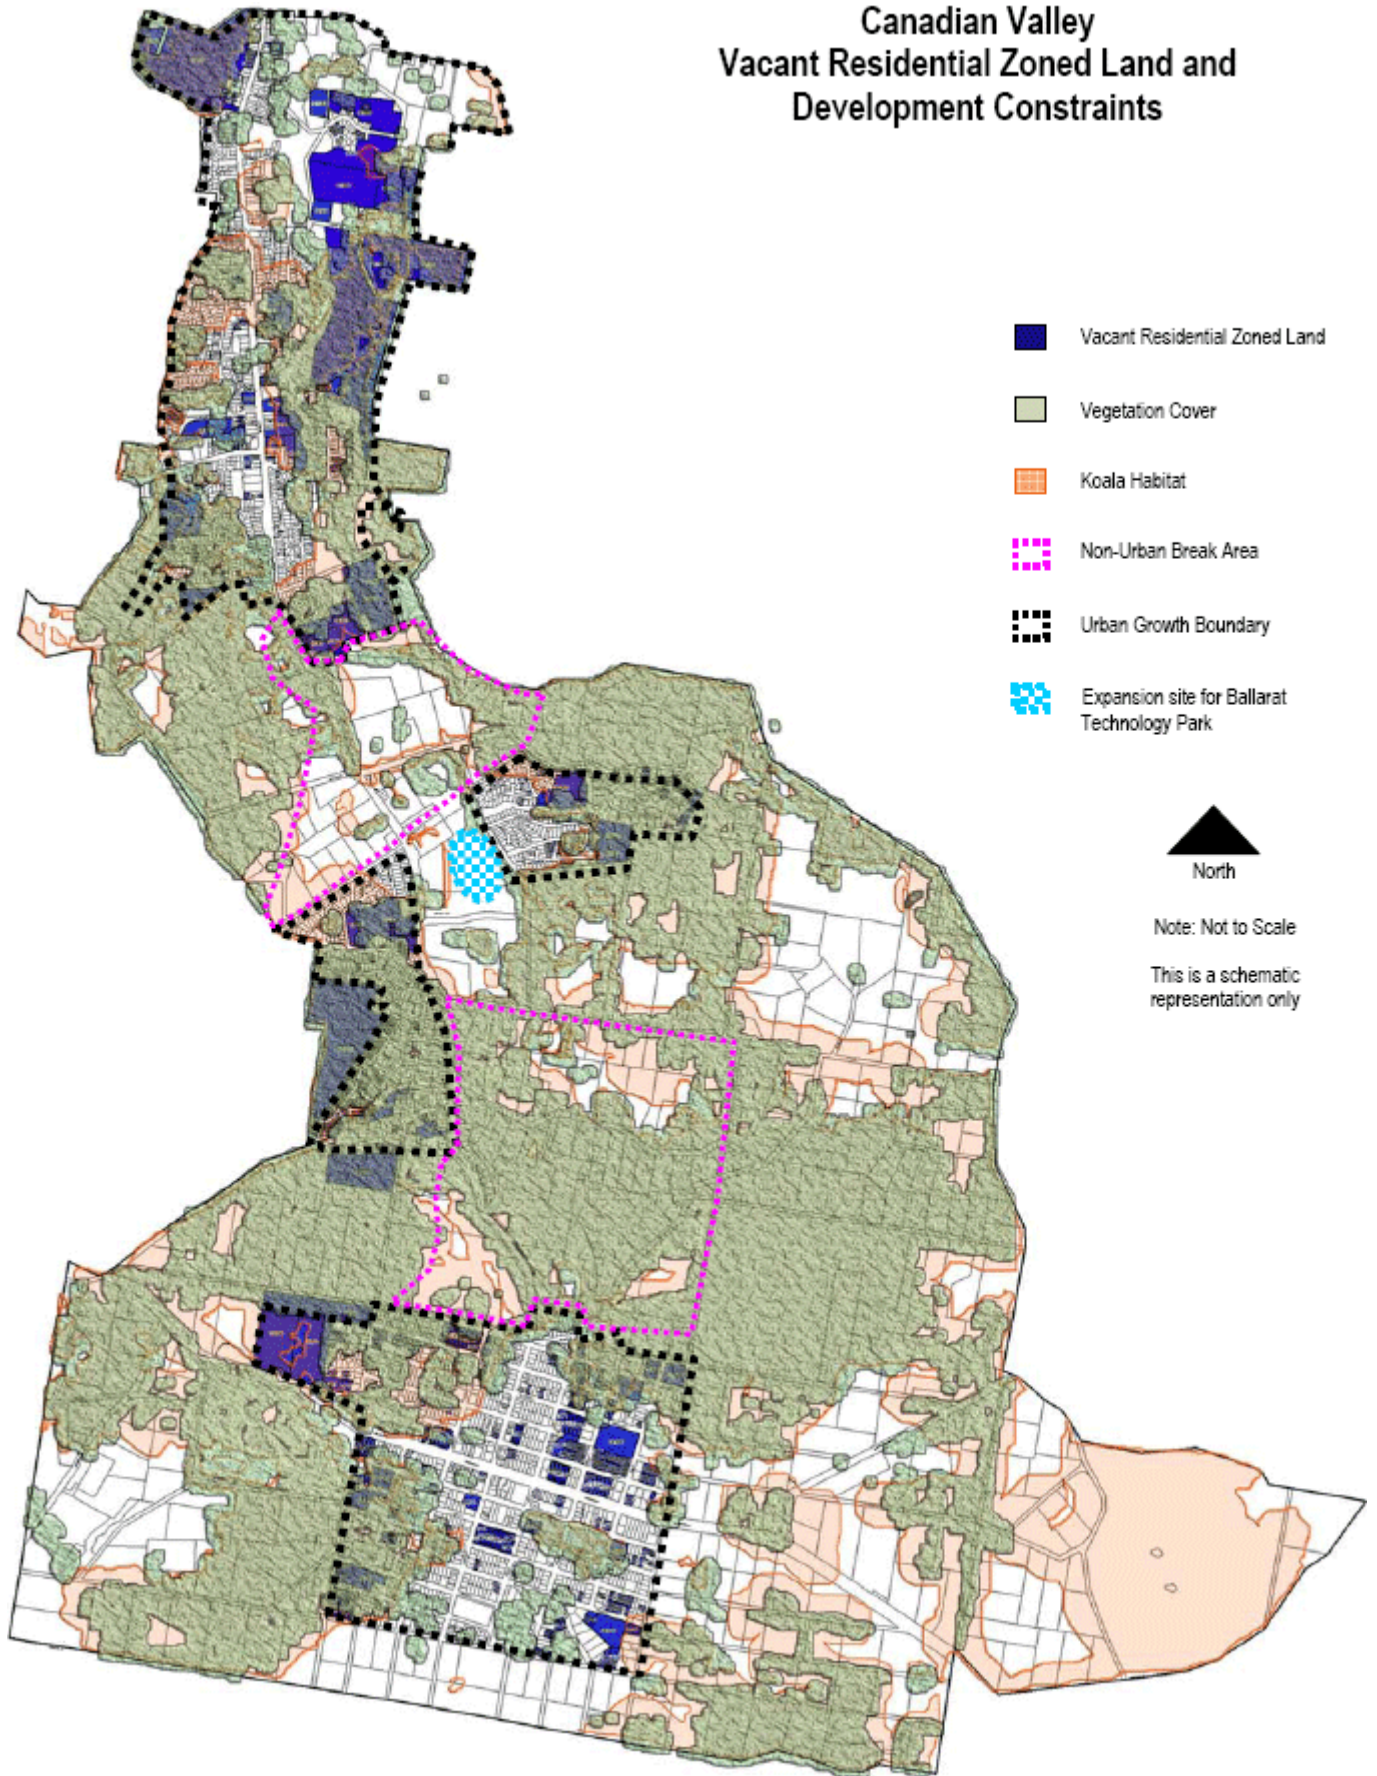 Canadian Valley
Vacant Residential Zoned Land and
Development Constraints
Vacant Residential Zoned Land
Vegetation Cover
Koala Habitat
Non-Urban Break Area
Urban Growth Boundary
Expansion site for Ballarat
Technology Park
North
Note: Not to Scale
This is a schematic
representation only